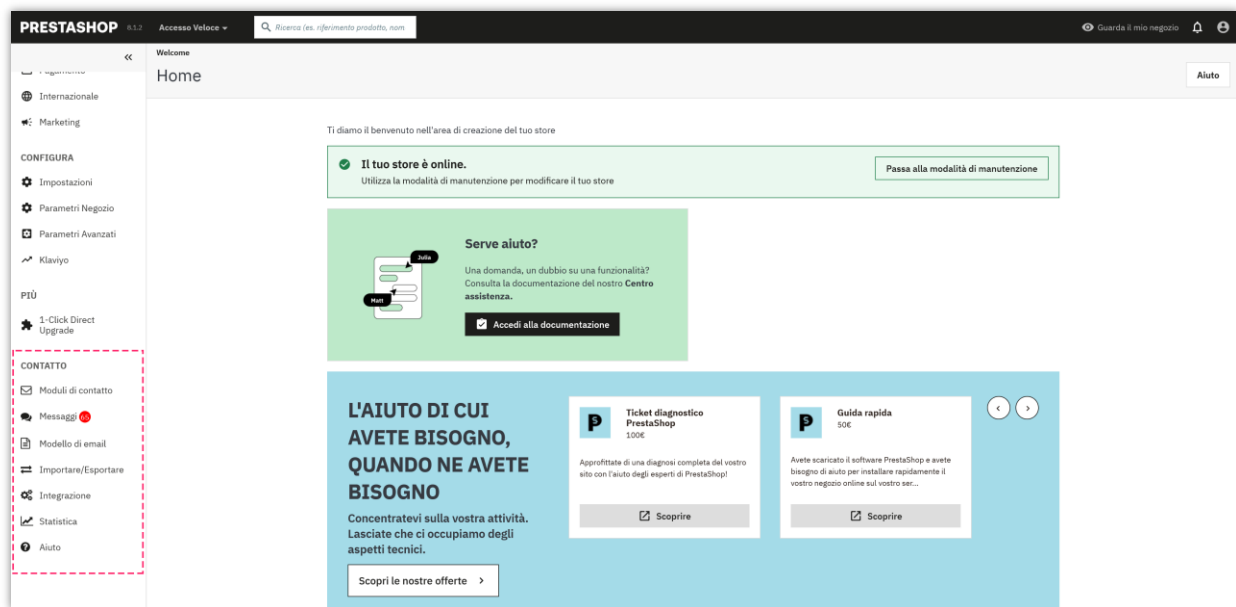 PRESTASHOP 8.1.2 Accesso Veloce Ricerca (es. riferimento prodotto, nom Guarda il mio negozio
Welcome
Home
Aiuto
Pagamento
Internazionale
Marketing
CONFIGURA
Impostazioni
Parametri Negozio
Parametri Avanzati
Klaviyo
PIÙ
1-Click Direct
Upgrade
CONTATTO
Moduli di contatto
Messaggi 65
Modello di email
Importare/Esportare
Integrazione
Statistica
Aiuto
Ti diamo il benvenuto nell'area di creazione del tuo store
Il tuo store è online.
Utilizza la modalità di manutenzione per modificare il tuo store
Passa alla modalità di manutenzione
Julia
Matt
Serve aiuto?
Una domanda, un dubbio su una funzionalità?
Consulta la documentazione del nostro Centro
assistenza.
Accedi alla documentazione
L'AIUTO DI CUI
AVETE BISOGNO,
QUANDO NE AVETE
BISOGNO
Concentratevi sulla vostra attività.
Lasciate che ci occupiamo degli
aspetti tecnici.
Scopri le nostre offerte
Ticket diagnostico
PrestaShop
100€
Approfittate di una diagnosi completa del vostro
sito con l'aiuto degli esperti di PrestaShop!
Scoprire
Guida rapida
50€
Avete scaricato il software PrestaShop e avete
bisogno di aiuto per installare rapidamente il
vostro negozio online sul vostro ser...
Scoprire